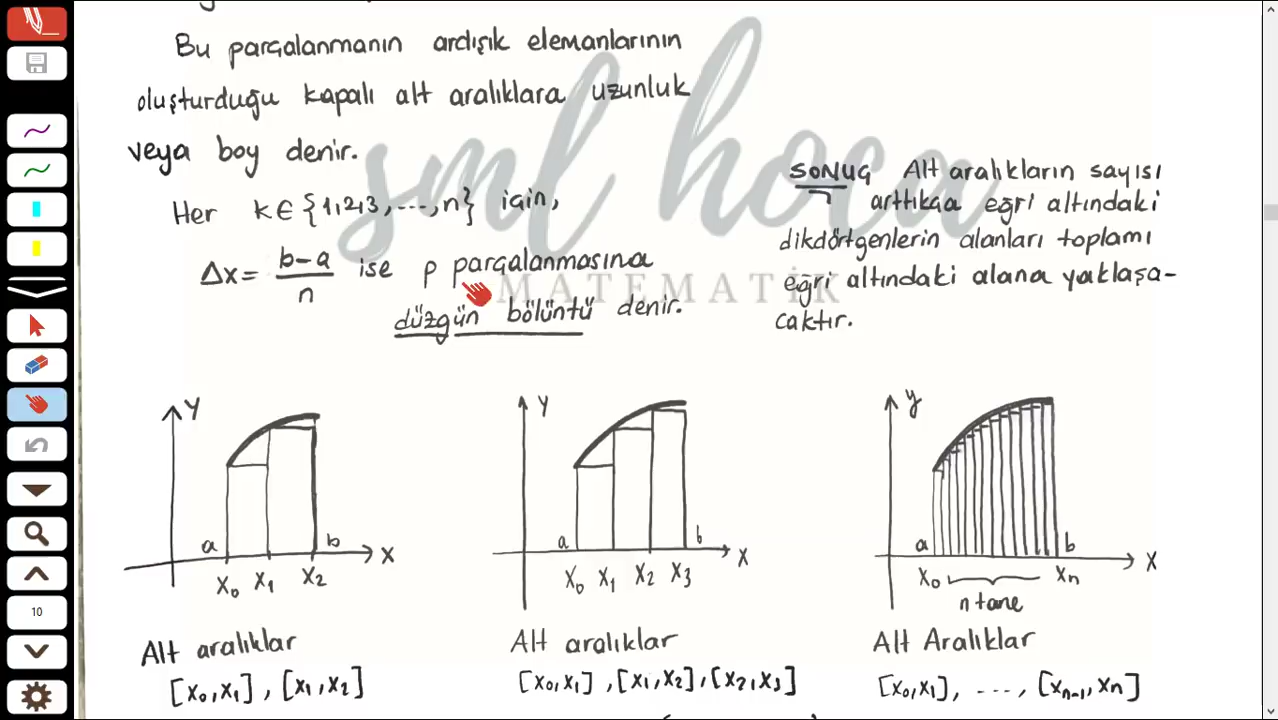 Bu parçalanmanın ardışık elemanlarının
oluşturduğu kapalı alt aralıklara uzunluk
veya boy denir.
Her k ∈ {1,2,3,...,n} için,
Δx = b-a / n ise p parçalanmasına
düzgün bölüntü denir.
SONUÇ Alt aralıkların sayısı
arttıkça eğri altındaki
dikdörtgenlerin alanları toplamı
eğri altındaki alana yaklaşa-
caktır.
sml hoca
MATEMATİK
Y
a b X
X₀ X₁ X₂
Alt aralıklar
[X₀,X₁] , [X₁,X₂]
Y
a b X
X₀ X₁ X₂ X₃
Alt aralıklar
[X₀,X₁] , [X₁,X₂] , [X₂,X₃]
y
a b X
X₀ Xn
n tane
Alt Aralıklar
[X₀,X₁], ...., [Xn-1,Xn]
10